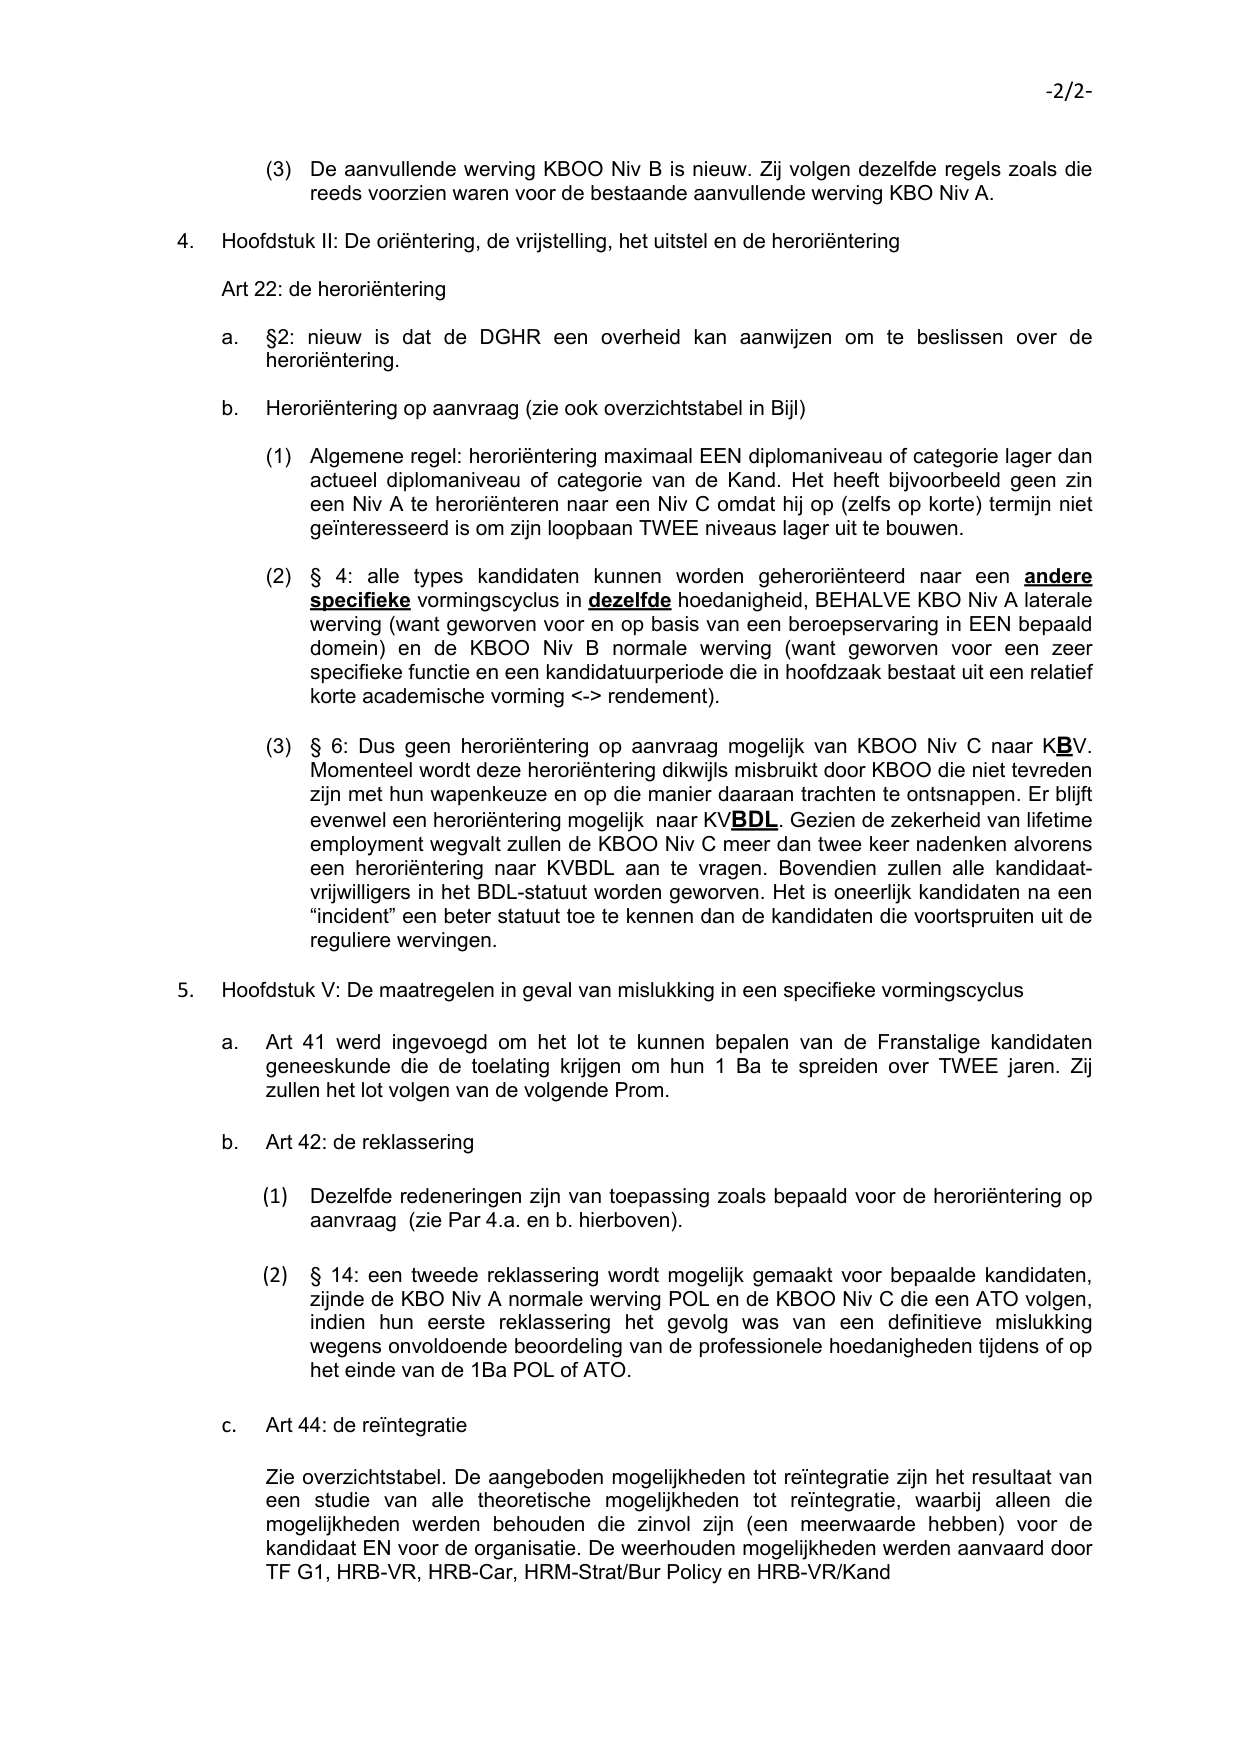 -2/2-
(3) De aanvullende werving KBOO Niv B is nieuw. Zij volgen dezelfde regels zoals die
reeds voorzien waren voor de bestaande aanvullende werving KBO Niv A.
4. Hoofdstuk II: De oriëntering, de vrijstelling, het uitstel en de heroriëntering
Art 22: de heroriëntering
a. §2: nieuw is dat de DGHR een overheid kan aanwijzen om te beslissen over de
heroriëntering.
b. Heroriëntering op aanvraag (zie ook overzichtstabel in Bijl)
(1) Algemene regel: heroriëntering maximaal EEN diplomaniveau of categorie lager dan
actueel diplomaniveau of categorie van de Kand. Het heeft bijvoorbeeld geen zin
een Niv A te heroriënteren naar een Niv C omdat hij op (zelfs op korte) termijn niet
geïnteresseerd is om zijn loopbaan TWEE niveaus lager uit te bouwen.
(2) § 4: alle types kandidaten kunnen worden geheroriënteerd naar een andere
specifieke vormingscyclus in dezelfde hoedanigheid, BEHALVE KBO Niv A laterale
werving (want geworven voor en op basis van een beroepservaring in EEN bepaald
domein) en de KBOO Niv B normale werving (want geworven voor een zeer
specifieke functie en een kandidatuurperiode die in hoofdzaak bestaat uit een relatief
korte academische vorming <-> rendement).
(3) § 6: Dus geen heroriëntering op aanvraag mogelijk van KBOO Niv C naar KBV.
Momenteel wordt deze heroriëntering dikwijls misbruikt door KBOO die niet tevreden
zijn met hun wapenkeuze en op die manier daaraan trachten te ontsnappen. Er blijft
evenwel een heroriëntering mogelijk  naar KVBDL. Gezien de zekerheid van lifetime
employment wegvalt zullen de KBOO Niv C meer dan twee keer nadenken alvorens
een heroriëntering naar KVBDL aan te vragen. Bovendien zullen alle kandidaat-
vrijwilligers in het BDL-statuut worden geworven. Het is oneerlijk kandidaten na een
“incident” een beter statuut toe te kennen dan de kandidaten die voortspruiten uit de
reguliere wervingen.
5. Hoofdstuk V: De maatregelen in geval van mislukking in een specifieke vormingscyclus
a. Art 41 werd ingevoegd om het lot te kunnen bepalen van de Franstalige kandidaten
geneeskunde die de toelating krijgen om hun 1 Ba te spreiden over TWEE jaren. Zij
zullen het lot volgen van de volgende Prom.
b. Art 42: de reklassering
(1) Dezelfde redeneringen zijn van toepassing zoals bepaald voor de heroriëntering op
aanvraag  (zie Par 4.a. en b. hierboven).
(2) § 14: een tweede reklassering wordt mogelijk gemaakt voor bepaalde kandidaten,
zijnde de KBO Niv A normale werving POL en de KBOO Niv C die een ATO volgen,
indien hun eerste reklassering het gevolg was van een definitieve mislukking
wegens onvoldoende beoordeling van de professionele hoedanigheden tijdens of op
het einde van de 1Ba POL of ATO.
c. Art 44: de reïntegratie
Zie overzichtstabel. De aangeboden mogelijkheden tot reïntegratie zijn het resultaat van
een studie van alle theoretische mogelijkheden tot reïntegratie, waarbij alleen die
mogelijkheden werden behouden die zinvol zijn (een meerwaarde hebben) voor de
kandidaat EN voor de organisatie. De weerhouden mogelijkheden werden aanvaard door
TF G1, HRB-VR, HRB-Car, HRM-Strat/Bur Policy en HRB-VR/Kand